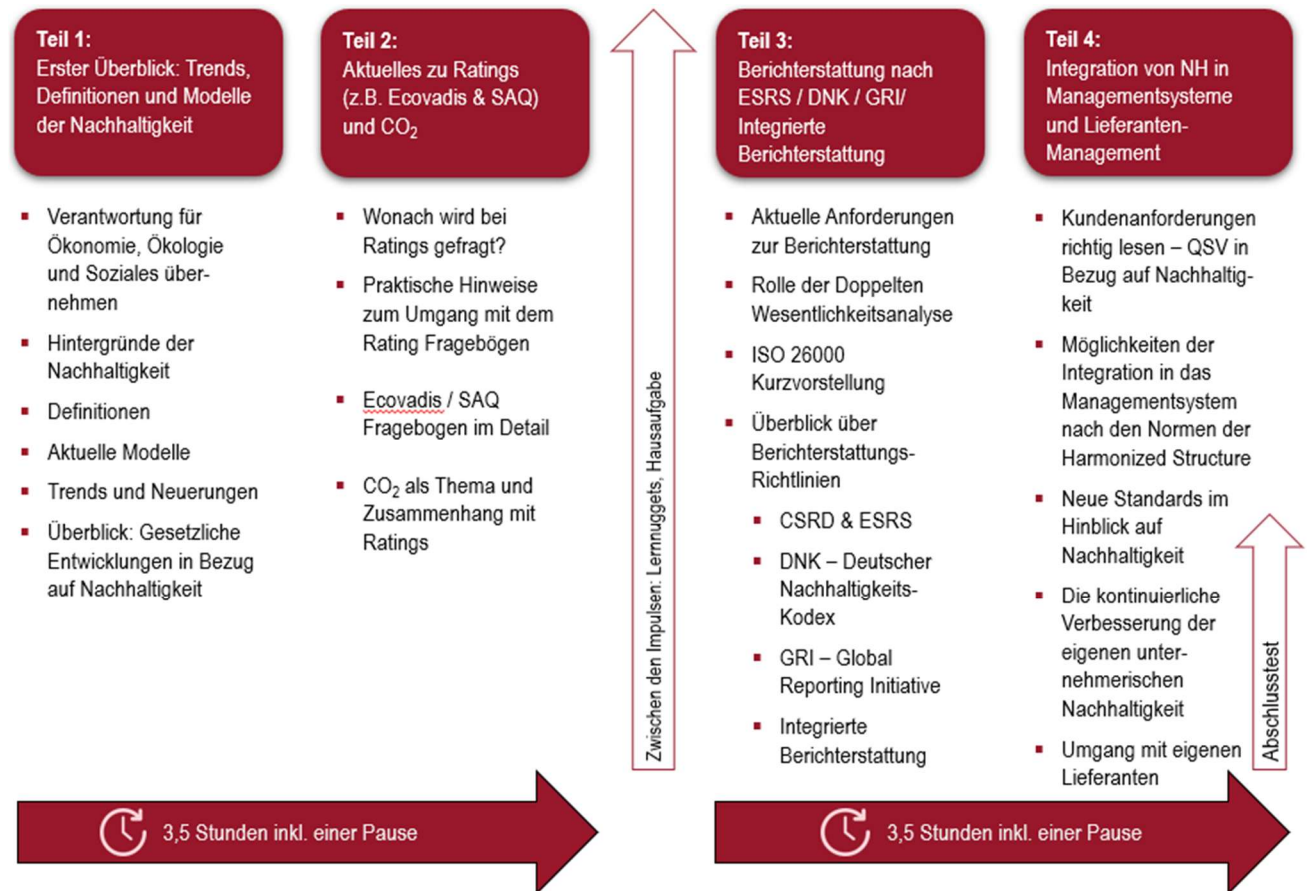 Teil 1:
Erster Überblick: Trends,
Definitionen und Modelle
der Nachhaltigkeit
Verantwortung für
Ökonomie, Ökologie
und Soziales über-
nehmen
Hintergründe der
Nachhaltigkeit
Definitionen
Aktuelle Modelle
Trends und Neuerungen
Überblick: Gesetzliche
Entwicklungen in Bezug
auf Nachhaltigkeit
Teil 2:
Aktuelles zu Ratings
(z.B. Ecovadis & SAQ)
und CO₂
Wonach wird bei
Ratings gefragt?
Praktische Hinweise
zum Umgang mit dem
Rating Fragebögen
Ecovadis / SAQ
Fragebogen im Detail
CO₂ als Thema und
Zusammenhang mit
Ratings
3,5 Stunden inkl. einer Pause
Zwischen den Impulsen: Lernnuggets, Hausaufgabe
Teil 3:
Berichterstattung nach
ESRS / DNK / GRI/
Integrierte
Berichterstattung
Aktuelle Anforderungen
zur Berichterstattung
Rolle der Doppelten
Wesentlichkeitsanalyse
ISO 26000
Kurzvorstellung
Überblick über
Berichterstattungs-
Richtlinien
CSRD & ESRS
DNK – Deutscher
Nachhaltigkeits-
Kodex
GRI – Global
Reporting Initiative
Integrierte
Berichterstattung
Teil 4:
Integration von NH in
Managementsysteme
und Lieferanten-
Management
Kundenanforderungen
richtig lesen – QSV in
Bezug auf Nachhaltig-
keit
Möglichkeiten der
Integration in das
Managementsystem
nach den Normen der
Harmonized Structure
Neue Standards im
Hinblick auf
Nachhaltigkeit
Die kontinuierliche
Verbesserung der
eigenen unter-
nehmerischen
Nachhaltigkeit
Umgang mit eigenen
Lieferanten
Abschlusstest
3,5 Stunden inkl. einer Pause